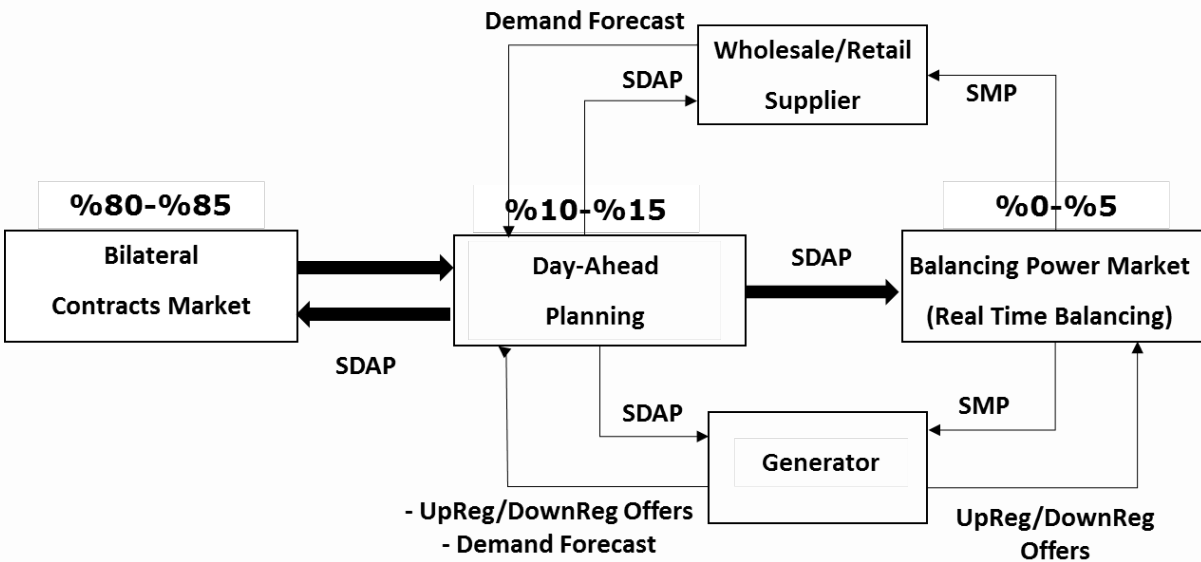 Demand Forecast
Wholesale/Retail
Supplier
SDAP
SMP
%80-%85
%10-%15
%0-%5
Bilateral
Contracts Market
Day-Ahead
Planning
SDAP
Balancing Power Market
(Real Time Balancing)
SDAP
SDAP
SMP
Generator
- UpReg/DownReg Offers
- Demand Forecast
UpReg/DownReg
Offers